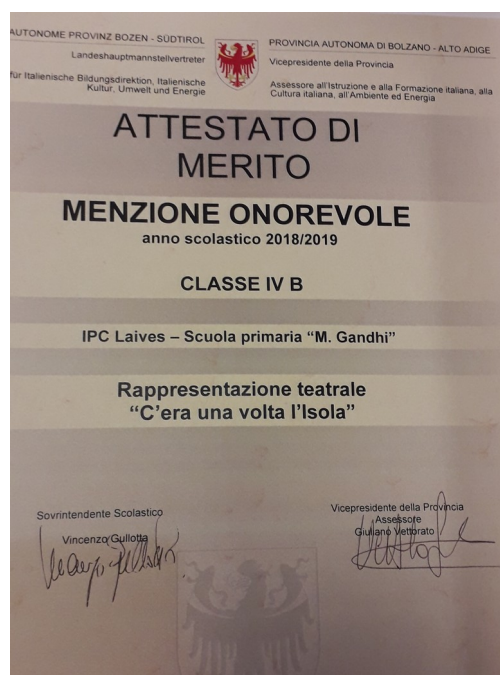 AUTONOME PROVINZ BOZEN - SÜDTIROL
Landeshauptmannstellvertreter
für Italienische Bildungsdirektion, Italienische
Kultur, Umwelt und Energie
PROVINCIA AUTONOMA DI BOLZANO - ALTO ADIGE
Vicepresidente della Provincia
Assessore all'Istruzione e alla Formazione italiana, alla
Cultura italiana, all'Ambiente ed Energia
ATTESTATO DI
MERITO
MENZIONE ONOREVOLE
anno scolastico 2018/2019
CLASSE IV B
IPC Laives – Scuola primaria “M. Gandhi”
Rappresentazione teatrale
“C’era una volta l’Isola”
Sovrintendente Scolastico
Vincenzo Gullotta
Vicepresidente della Provincia
Assessore
Giuliano Vettorato